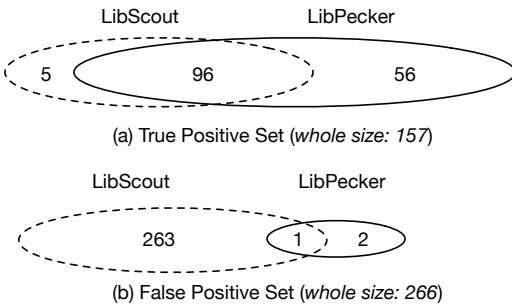 LibScout LibPecker
5 96 56
(a) True Positive Set (whole size: 157)
LibScout LibPecker
263 1 2
(b) False Positive Set (whole size: 266)